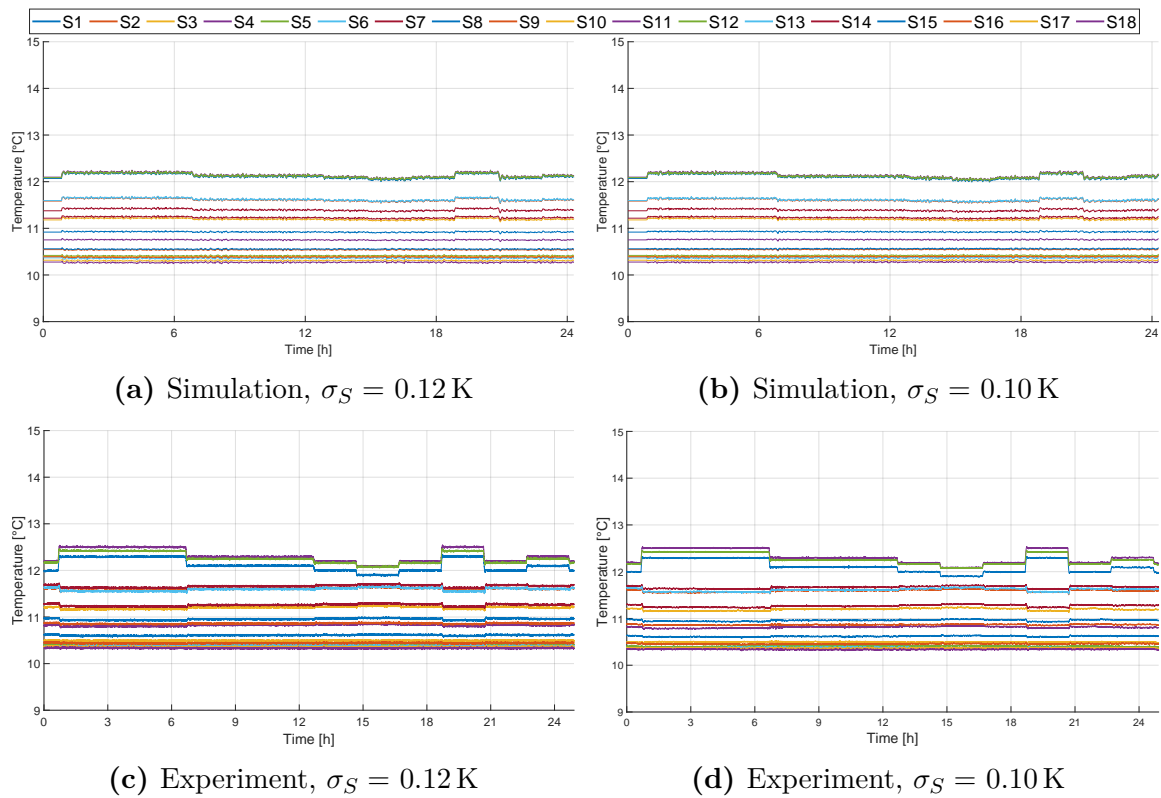 S1 S2 S3 S4 S5 S6 S7 S8 S9 S10 S11 S12 S13 S14 S15 S16 S17 S18
15
14
13
12
11
10
9
Temperature [°C]
0 6 12 18 24
Time [h]
(a) Simulation, σS = 0.12 K
15
14
13
12
11
10
9
Temperature [°C]
0 6 12 18 24
Time [h]
(b) Simulation, σS = 0.10 K
15
14
13
12
11
10
9
Temperature [°C]
0 3 6 9 12 15 18 21 24
Time [h]
(c) Experiment, σS = 0.12 K
15
14
13
12
11
10
9
Temperature [°C]
0 3 6 9 12 15 18 21 24
Time [h]
(d) Experiment, σS = 0.10 K